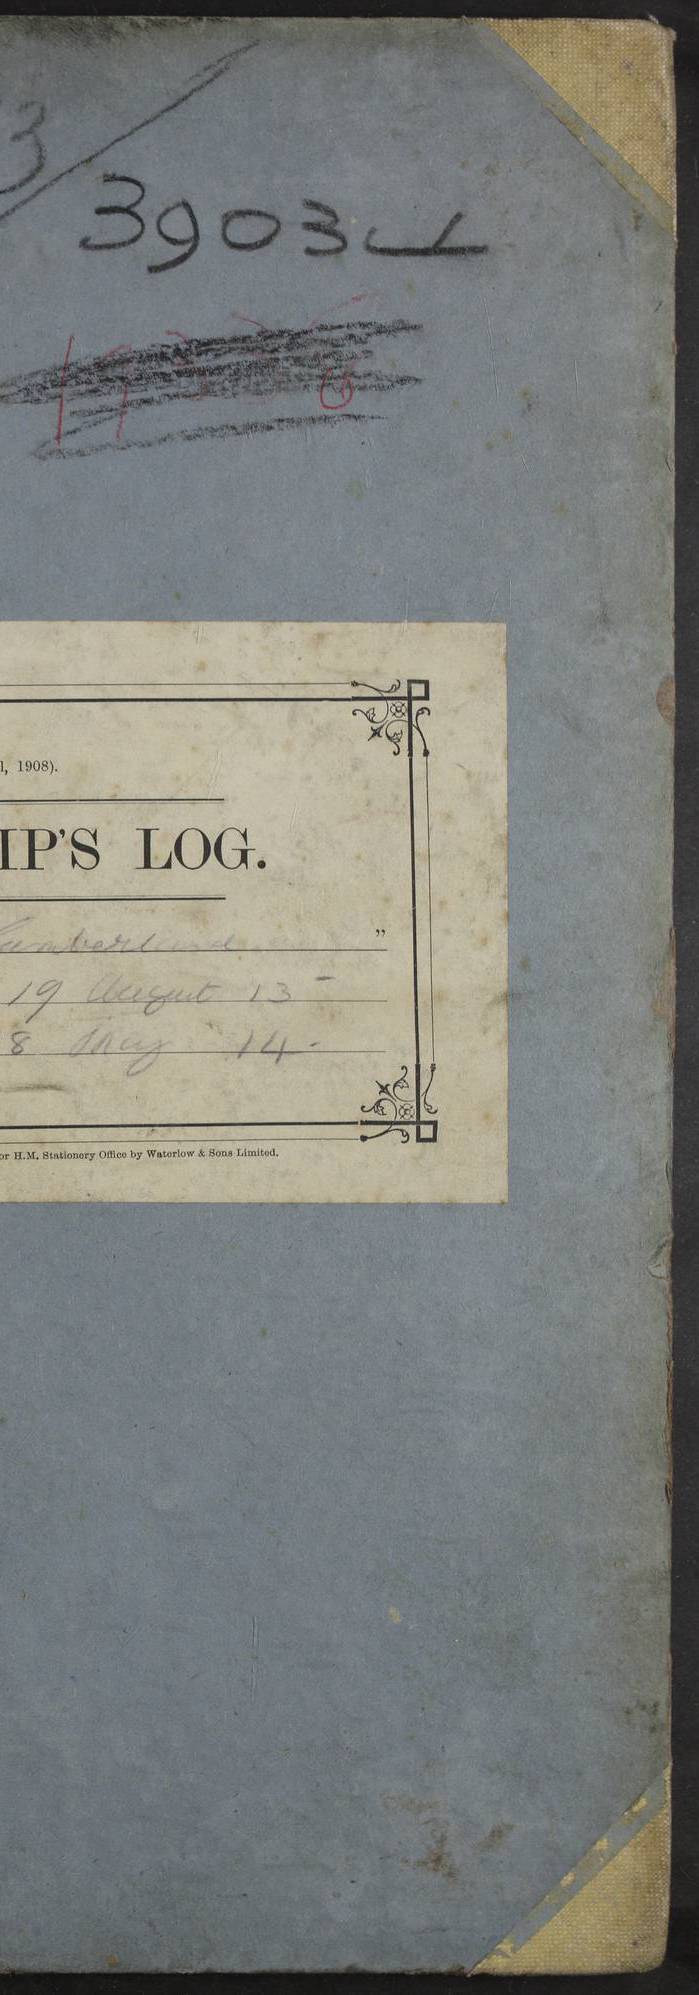 3/
3903
l, 1908).
IP'S LOG.
Cumberland "
19 August 13 -
8 May 14 -
or H.M. Stationery Office by Waterlow & Sons Limited.